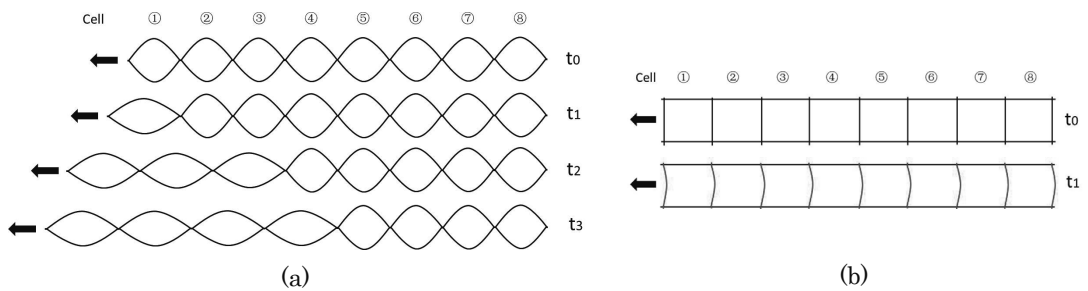 Cell ① ② ③ ④ ⑤ ⑥ ⑦ ⑧
t0
t1
t2
t3
(a)
Cell ① ② ③ ④ ⑤ ⑥ ⑦ ⑧
t0
t1
(b)